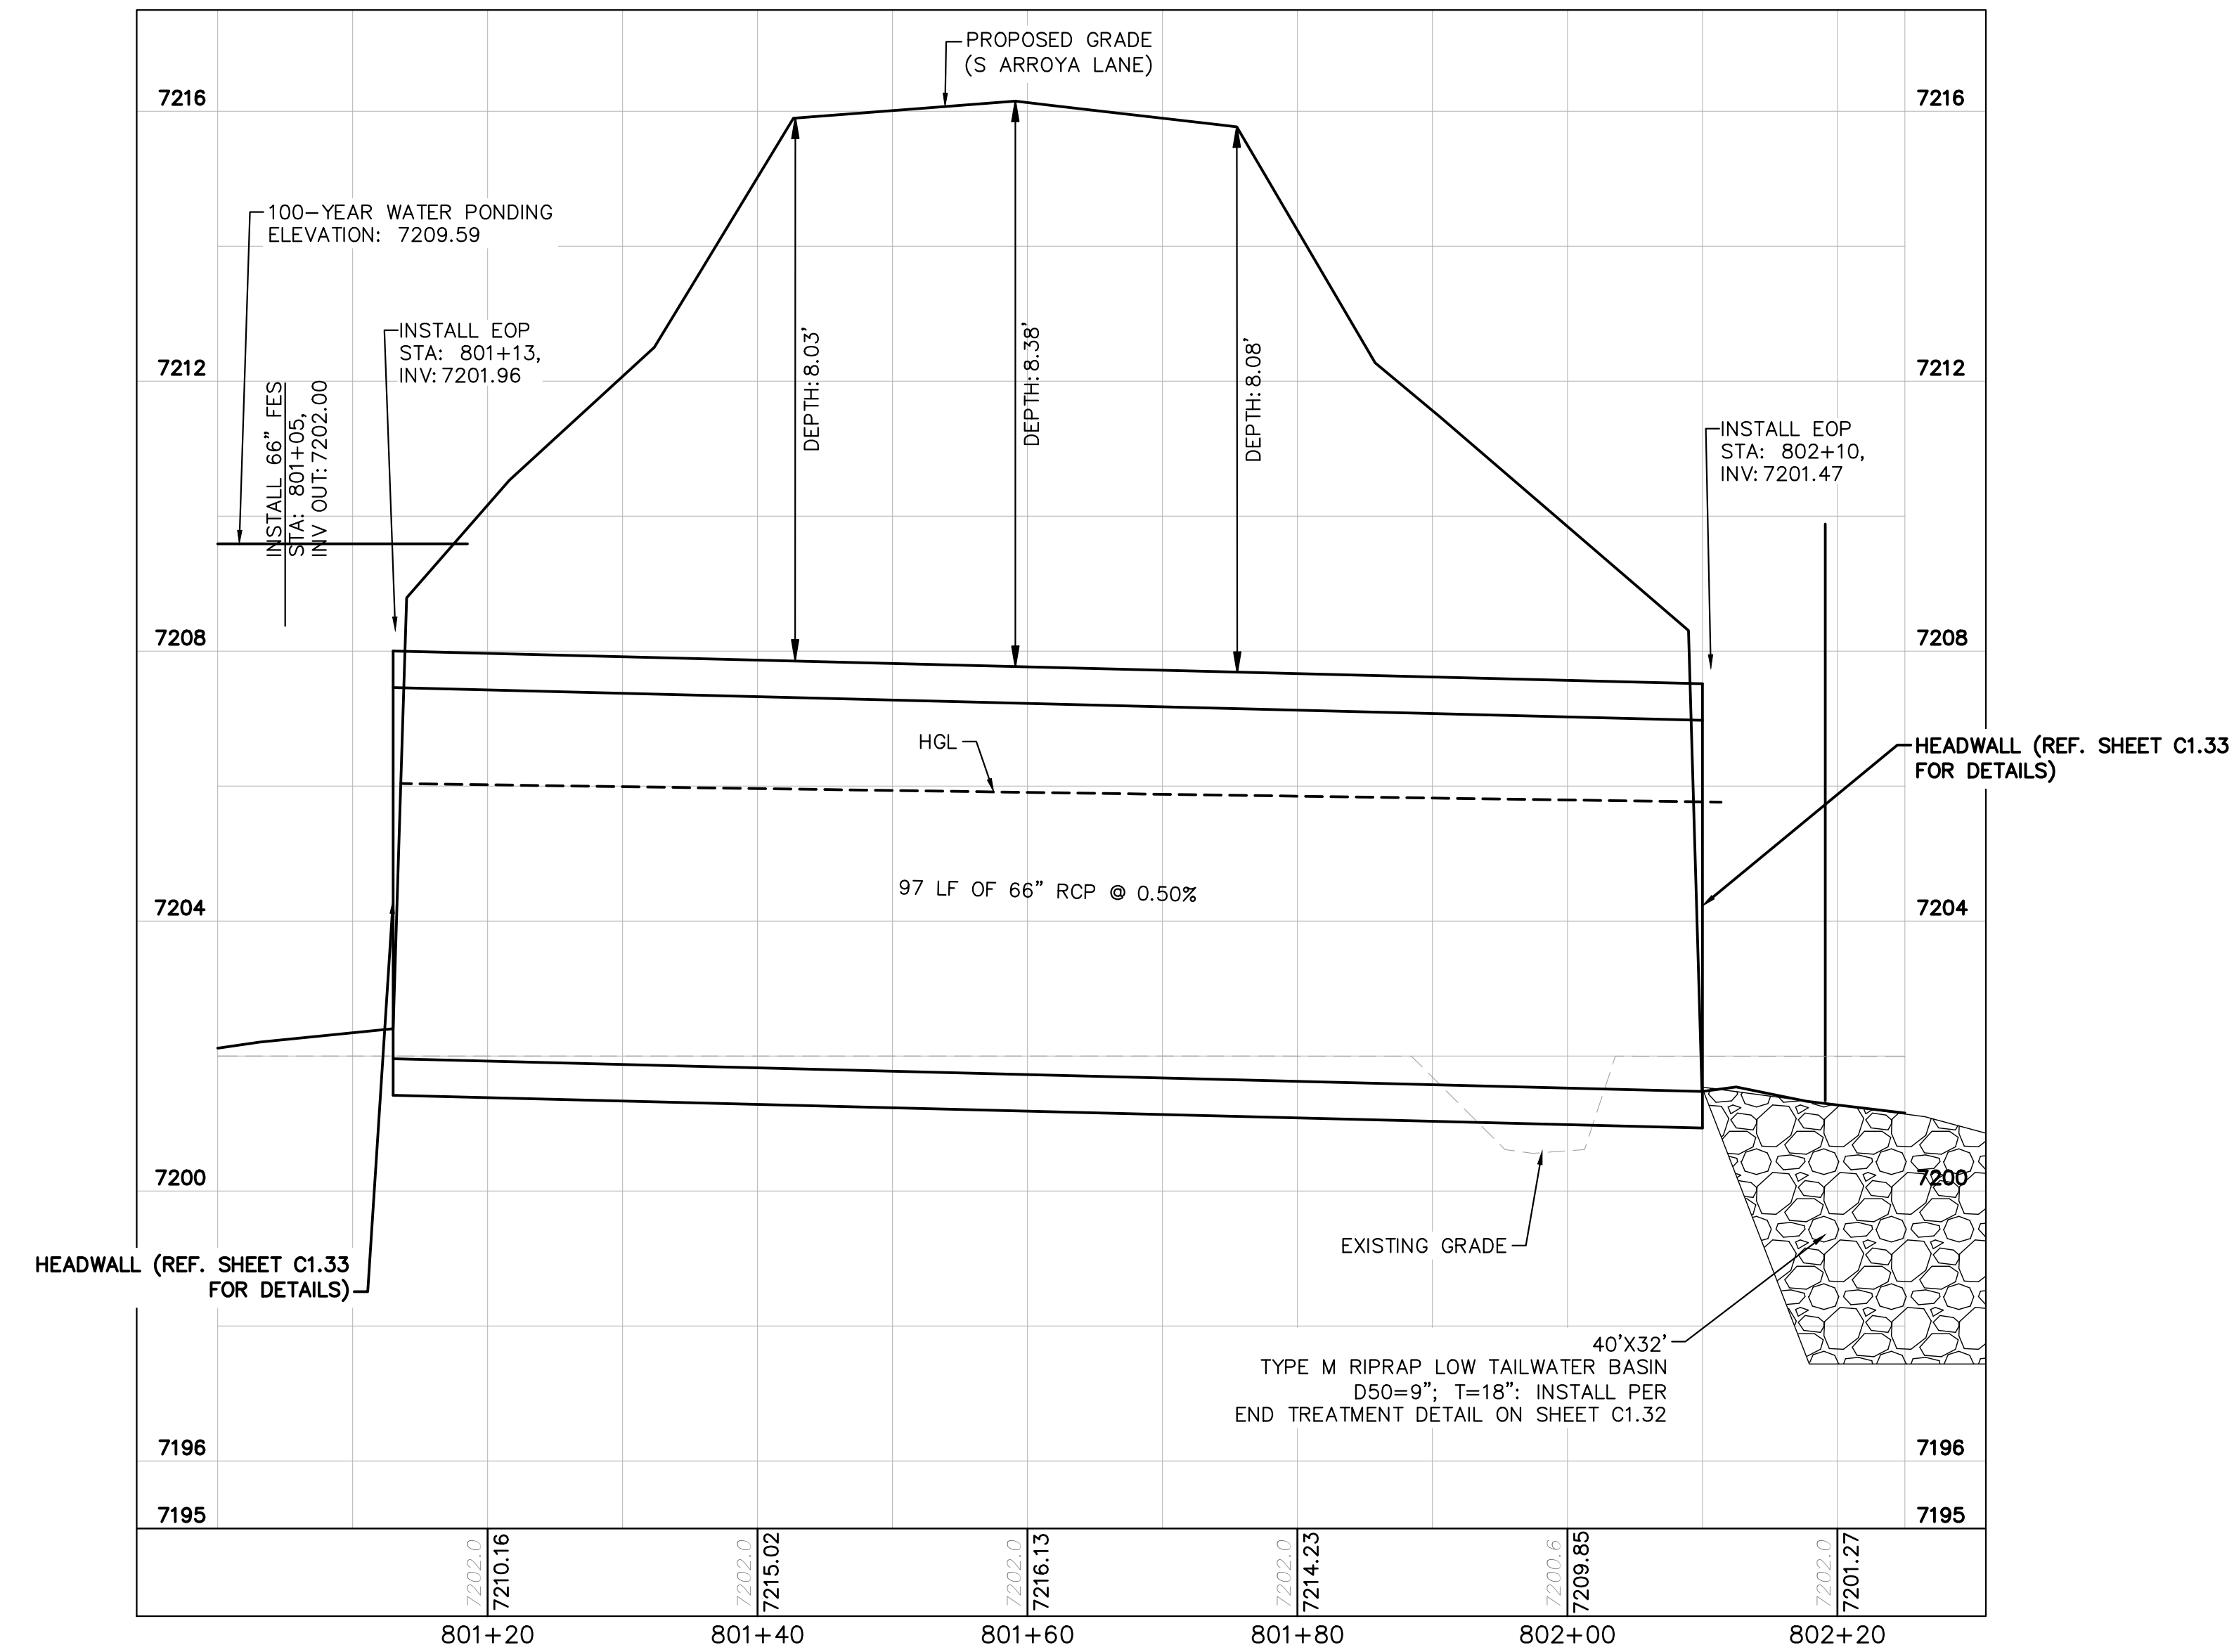 PROPOSED GRADE
(S ARROYA LANE)
7216
7216
100-YEAR WATER PONDING
ELEVATION: 7209.59
INSTALL EOP
STA: 801+13,
INV: 7201.96
7212
7212
INSTALL 66" FES
STA: 801+05,
INV OUT: 7202.00
DEPTH: 8.03'
DEPTH: 8.38'
DEPTH: 8.08'
INSTALL EOP
STA: 802+10,
INV: 7201.47
7208
7208
HGL
HEADWALL (REF. SHEET C1.33
FOR DETAILS)
97 LF OF 66" RCP @ 0.50%
7204
7204
7200
7200
EXISTING GRADE
HEADWALL (REF. SHEET C1.33
FOR DETAILS)
40'X32'
TYPE M RIPRAP LOW TAILWATER BASIN
D50=9"; T=18": INSTALL PER
END TREATMENT DETAIL ON SHEET C1.32
7196
7196
7195
7195
7202.0
7210.16
7202.0
7215.02
7202.0
7216.13
7202.0
7214.23
7200.6
7209.85
7202.0
7201.27
801+20
801+40
801+60
801+80
802+00
802+20